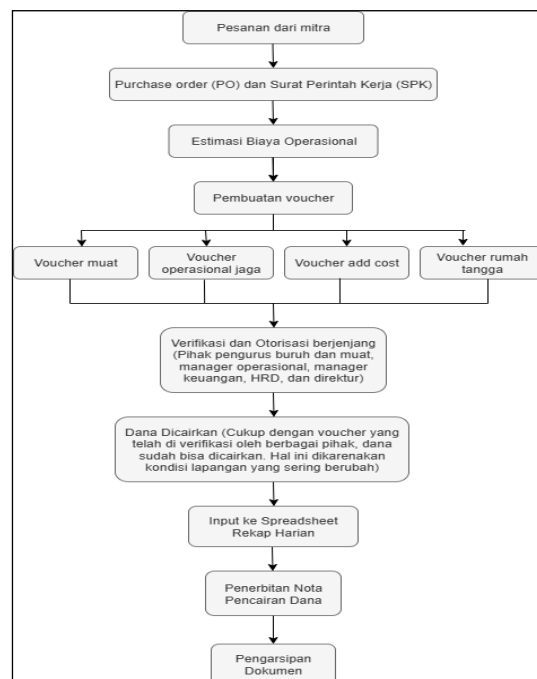 Pesanan dari mitra
Purchase order (PO) dan Surat Perintah Kerja (SPK)
Estimasi Biaya Operasional
Pembuatan voucher
Voucher muat
Voucher
operasional jaga
Voucher add cost
Voucher rumah
tangga
Verifikasi dan Otorisasi berjenjang
(Pihak pengurus buruh dan muat,
manager operasional, manager
keuangan, HRD, dan direktur)
Dana Dicairkan (Cukup dengan voucher yang
telah di verifikasi oleh berbagai pihak, dana
sudah bisa dicairkan. Hal ini dikarenakan
kondisi lapangan yang sering berubah)
Input ke Spreadsheet
Rekap Harian
Penerbitan Nota
Pencairan Dana
Pengarsipan
Dokumen